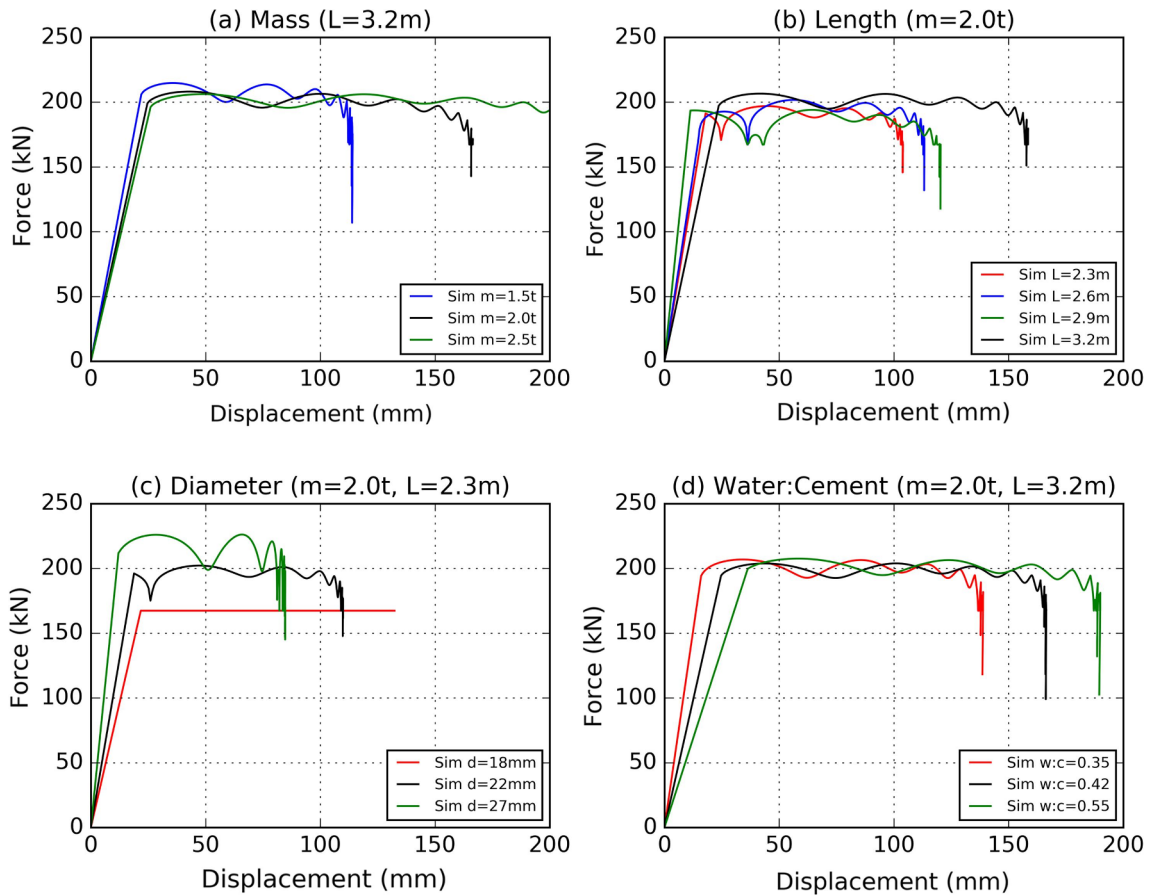 (a) Mass (L=3.2m)
250
200
150
100
50
0
Force (kN)
Sim m=1.5t
Sim m=2.0t
Sim m=2.5t
0 50 100 150 200
Displacement (mm)
(b) Length (m=2.0t)
250
200
150
100
50
0
Force (kN)
Sim L=2.3m
Sim L=2.6m
Sim L=2.9m
Sim L=3.2m
0 50 100 150 200
Displacement (mm)
(c) Diameter (m=2.0t, L=2.3m)
250
200
150
100
50
0
Force (kN)
Sim d=18mm
Sim d=22mm
Sim d=27mm
0 50 100 150 200
Displacement (mm)
(d) Water:Cement (m=2.0t, L=3.2m)
250
200
150
100
50
0
Force (kN)
Sim w:c=0.35
Sim w:c=0.42
Sim w:c=0.55
0 50 100 150 200
Displacement (mm)